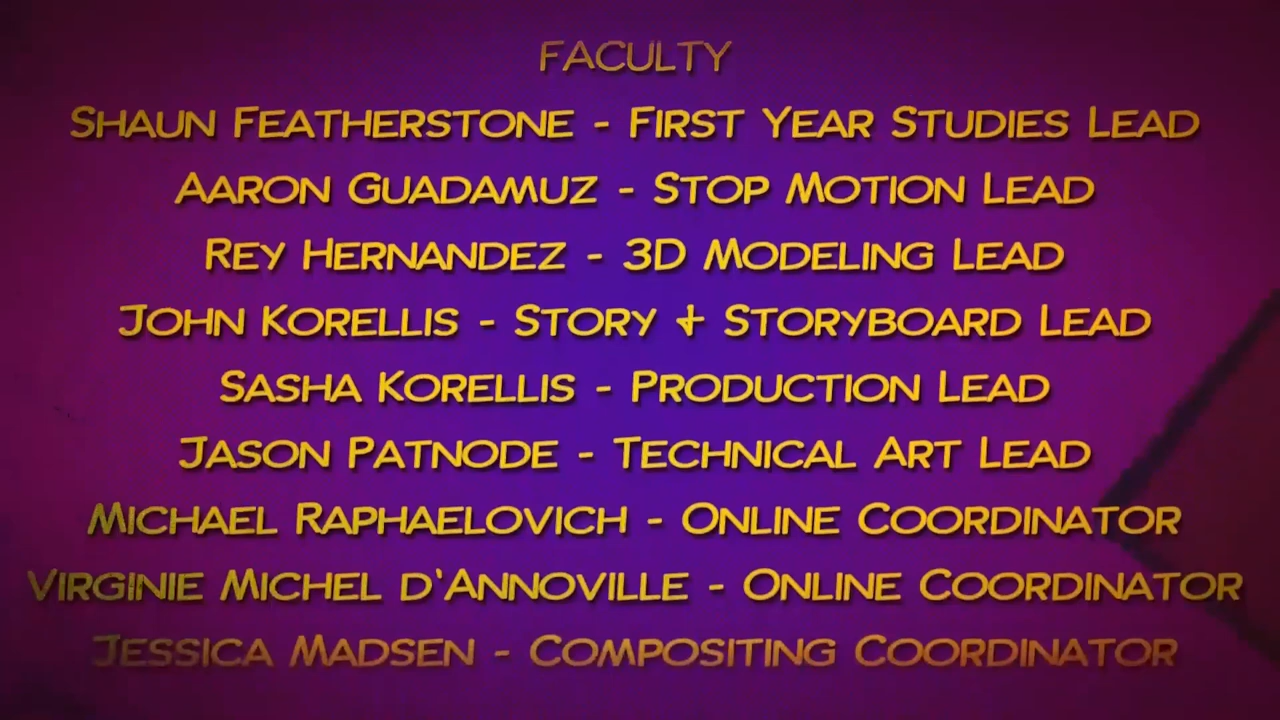 FACULTY
SHAUN FEATHERSTONE - FIRST YEAR STUDIES LEAD
AARON GUADAMUZ - STOP MOTION LEAD
REY HERNANDEZ - 3D MODELING LEAD
JOHN KORELLIS - STORY & STORYBOARD LEAD
SASHA KORELLIS - PRODUCTION LEAD
JASON PATNODE - TECHNICAL ART LEAD
MICHAEL RAPHAELOVICH - ONLINE COORDINATOR
VIRGINIE MICHEL D'ANNOVILLE - ONLINE COORDINATOR
JESSICA MADSEN - COMPOSITING COORDINATOR